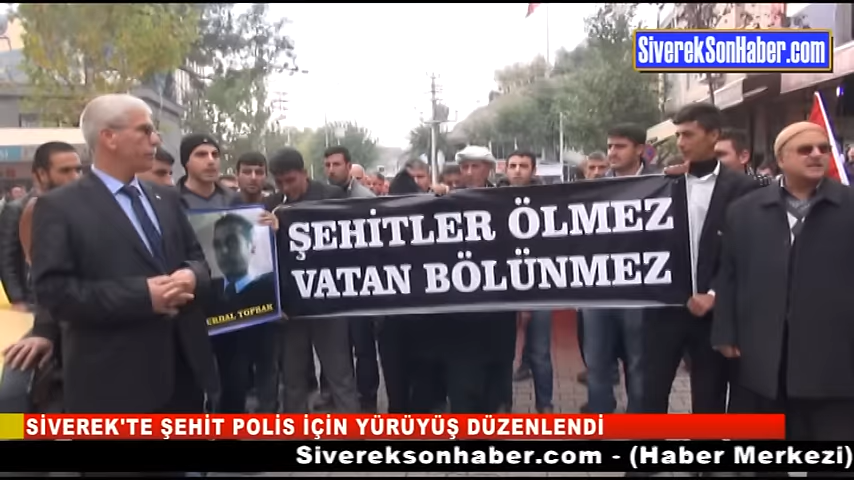 SiverekSonHaber.com
ŞEHİTLER ÖLMEZ
VATAN BÖLÜNMEZ
ERDAL TOPRAK
SİVEREK'TE ŞEHİT POLİS İÇİN YÜRÜYÜŞ DÜZENLENDİ
Sivereksonhaber.com - (Haber Merkezi)